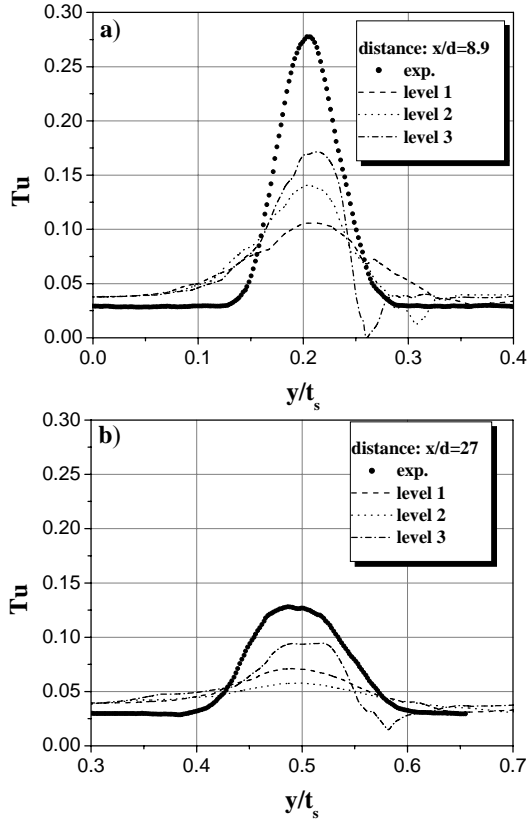 a)
0.30
0.25
0.20
0.15
0.10
0.05
0.00
Tu
distance: x/d=8.9
exp.
level 1
level 2
level 3
0.0 0.1 0.2 0.3 0.4
y/t_s
b)
0.30
0.25
0.20
0.15
0.10
0.05
0.00
Tu
distance: x/d=27
exp.
level 1
level 2
level 3
0.3 0.4 0.5 0.6 0.7
y/t_s